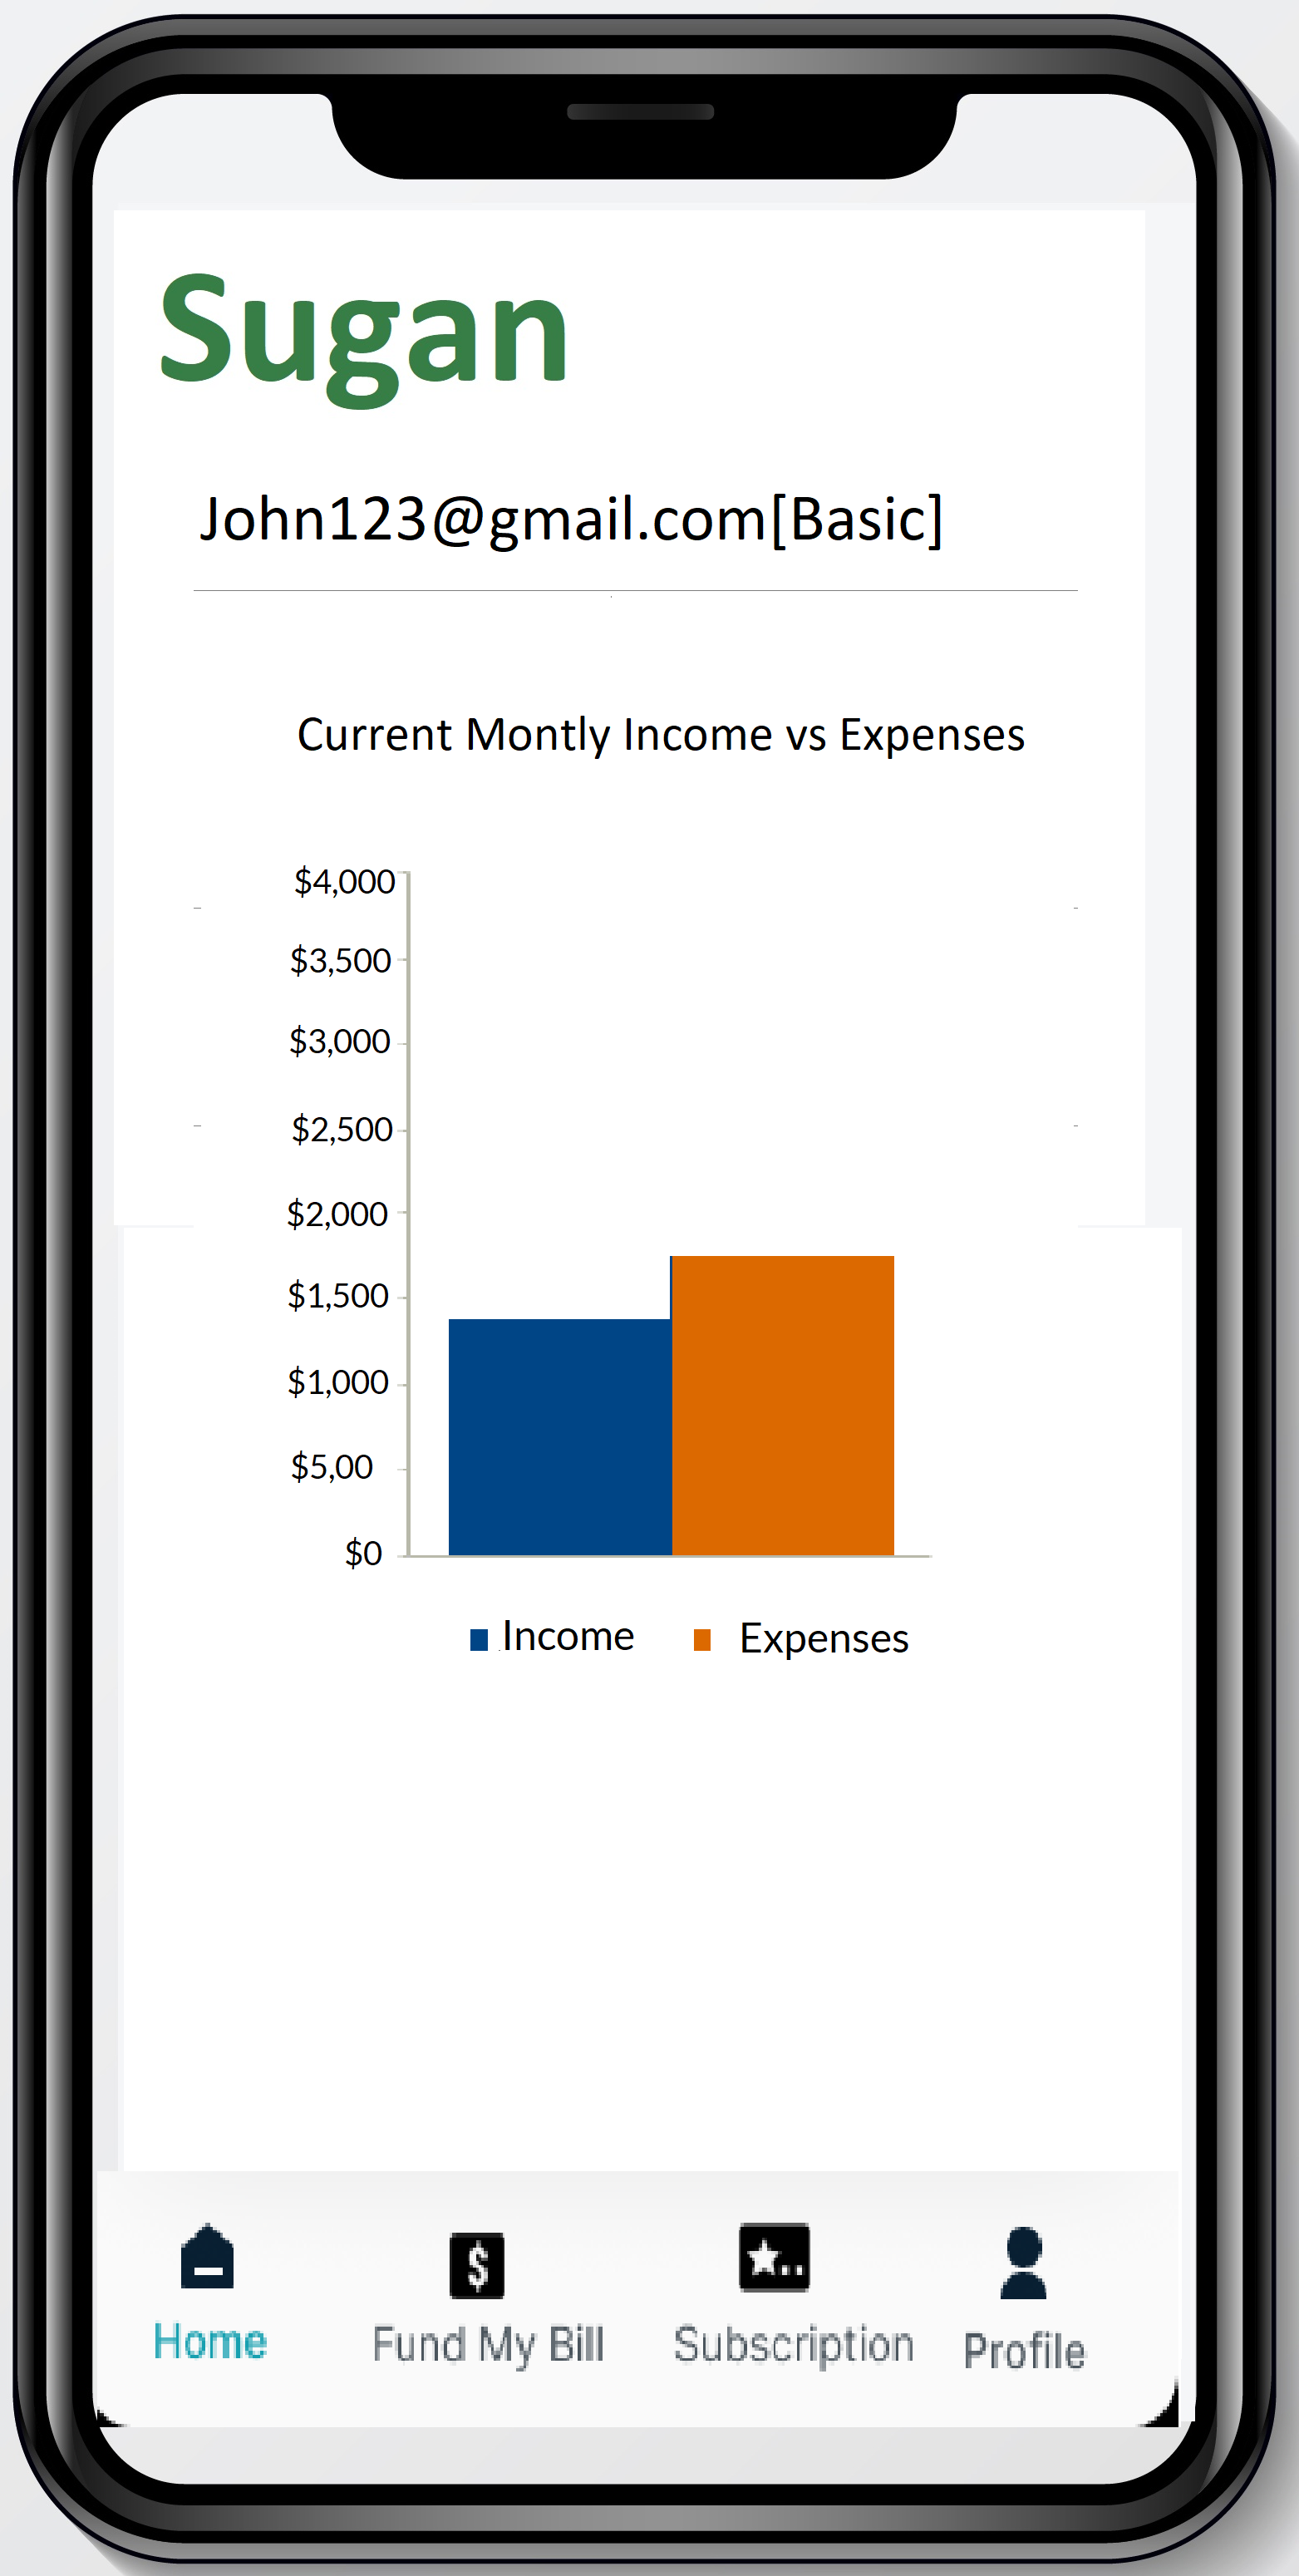 Sugan
John123@gmail.com[Basic]
Current Montly Income vs Expenses
$4,000
$3,500
$3,000
$2,500
$2,000
$1,500
$1,000
$5,00
$0
Income Expenses
Home Fund My Bill Subscription Profile